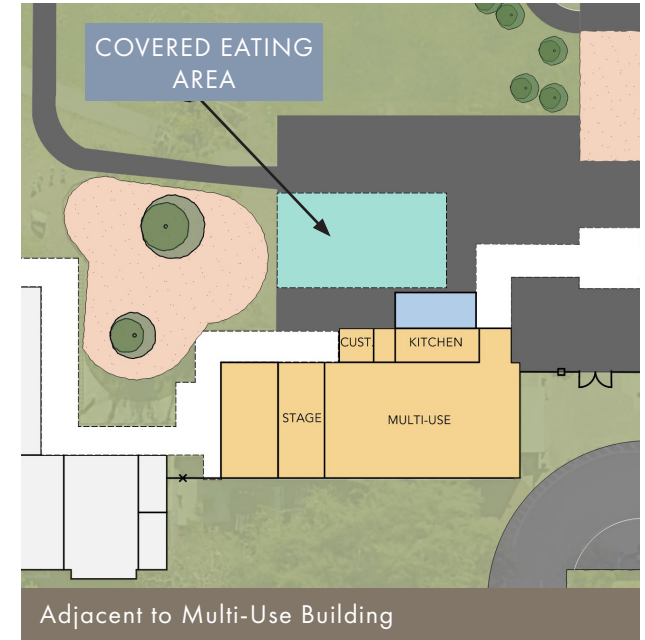 COVERED EATING
AREA
CUST.
KITCHEN
STAGE
MULTI-USE
Adjacent to Multi-Use Building